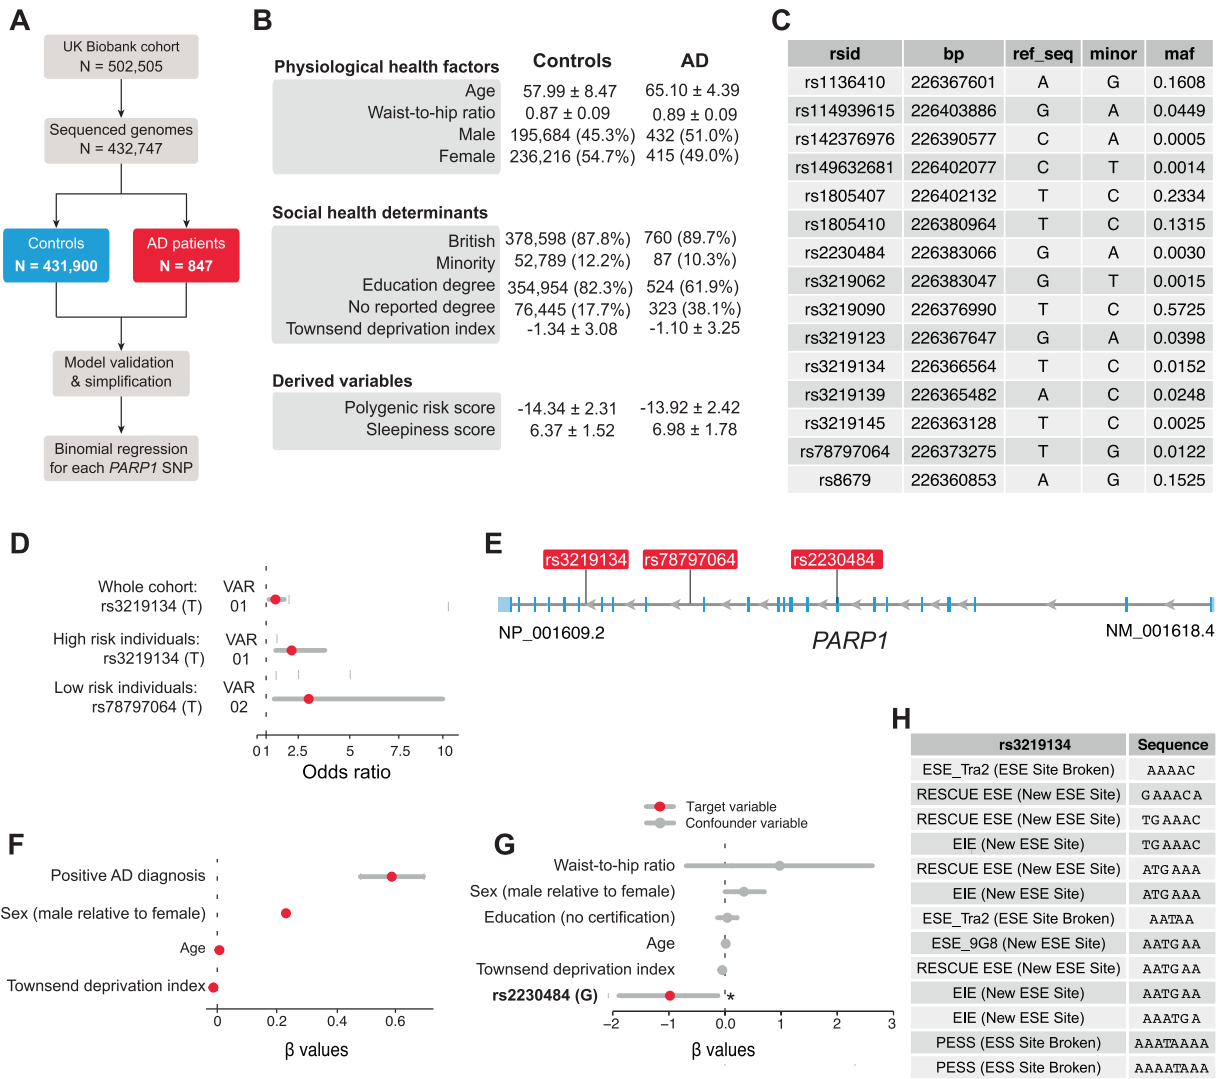 A
UK Biobank cohort
N = 502,505
Sequenced genomes
N = 432,747
Controls
N = 431,900
AD patients
N = 847
Model validation
& simplification
Binomial regression
for each PARP1 SNP
B
Controls AD
Physiological health factors
Age 57.99 ± 8.47 65.10 ± 4.39
Waist-to-hip ratio 0.87 ± 0.09 0.89 ± 0.09
Male 195,684 (45.3%) 432 (51.0%)
Female 236,216 (54.7%) 415 (49.0%)
Social health determinants
British 378,598 (87.8%) 760 (89.7%)
Minority 52,789 (12.2%) 87 (10.3%)
Education degree 354,954 (82.3%) 524 (61.9%)
No reported degree 76,445 (17.7%) 323 (38.1%)
Townsend deprivation index -1.34 ± 3.08 -1.10 ± 3.25
Derived variables
Polygenic risk score -14.34 ± 2.31 -13.92 ± 2.42
Sleepiness score 6.37 ± 1.52 6.98 ± 1.78
C
rsid bp ref_seq minor maf
rs1136410 226367601 A G 0.1608
rs114939615 226403886 G A 0.0449
rs142376976 226390577 C A 0.0005
rs149632681 226402077 C T 0.0014
rs1805407 226402132 T C 0.2334
rs1805410 226380964 T C 0.1315
rs2230484 226383066 G A 0.0030
rs3219062 226383047 G T 0.0015
rs3219090 226376990 T C 0.5725
rs3219123 226367647 G A 0.0398
rs3219134 226366564 T C 0.0152
rs3219139 226365482 A C 0.0248
rs3219145 226363128 T C 0.0025
rs78797064 226373275 T G 0.0122
rs8679 226360853 A G 0.1525
D
Whole cohort: VAR
rs3219134 (T) 01
High risk individuals: VAR
rs3219134 (T) 01
Low risk individuals: VAR
rs78797064 (T) 02
0 1 2.5 5 7.5 10
Odds ratio
E
rs3219134 rs78797064 rs2230484
NP_001609.2 PARP1 NM_001618.4
F
Positive AD diagnosis
Sex (male relative to female)
Age
Townsend deprivation index
0 0.2 0.4 0.6
β values
G
Target variable
Confounder variable
Waist-to-hip ratio
Sex (male relative to female)
Education (no certification)
Age
Townsend deprivation index
rs2230484 (G) *
−2 −1 0.0 2 3
β values
H
rs3219134 Sequence
ESE_Tra2 (ESE Site Broken) AAAAC
RESCUE ESE (New ESE Site) GAAACA
RESCUE ESE (New ESE Site) TGAAAC
EIE (New ESE Site) TGAAAC
RESCUE ESE (New ESE Site) ATGAAA
EIE (New ESE Site) ATGAAA
ESE_Tra2 (ESE Site Broken) AATAA
ESE_9G8 (New ESE Site) AATGAA
RESCUE ESE (New ESE Site) AATGAA
EIE (New ESE Site) AATGAA
EIE (New ESE Site) AAATGA
PESS (ESS Site Broken) AAATAAAA
PESS (ESS Site Broken) AAAATAAA